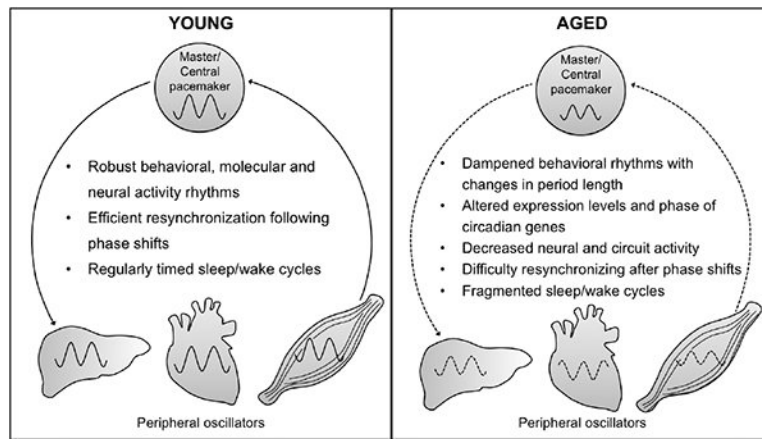 YOUNG
Master/
Central
pacemaker
• Robust behavioral, molecular and
neural activity rhythms
• Efficient resynchronization following
phase shifts
• Regularly timed sleep/wake cycles
Peripheral oscillators
AGED
Master/
Central
pacemaker
• Dampened behavioral rhythms with
changes in period length
• Altered expression levels and phase of
circadian genes
• Decreased neural and circuit activity
• Difficulty resynchronizing after phase shifts
• Fragmented sleep/wake cycles
Peripheral oscillators